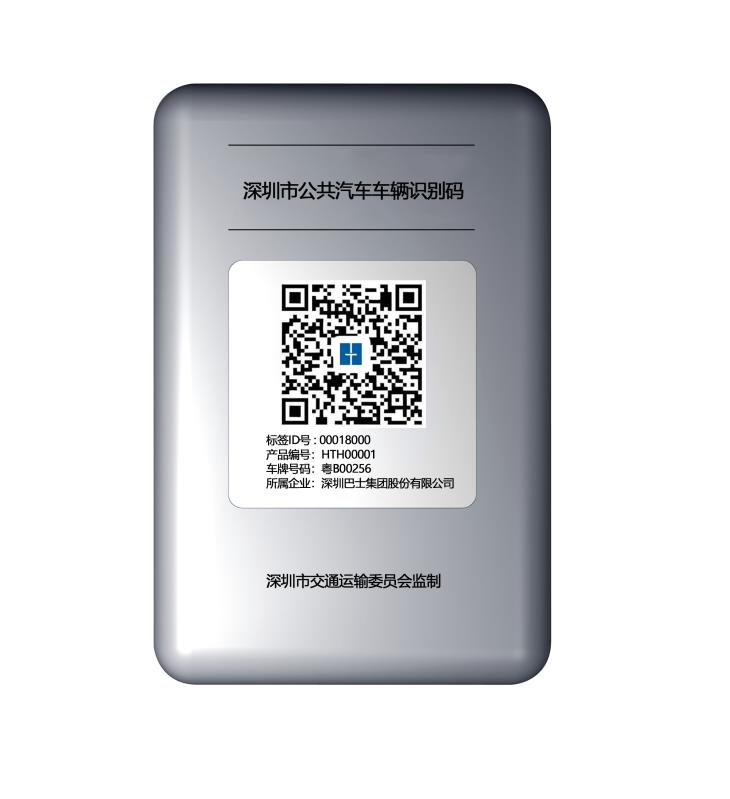 深圳市公共汽车车辆识别码
标签ID号 : 00018000
产品编号：HTH00001
车牌号码：粤B00256
所属企业：深圳巴士集团股份有限公司
深圳市交通运输委员会监制